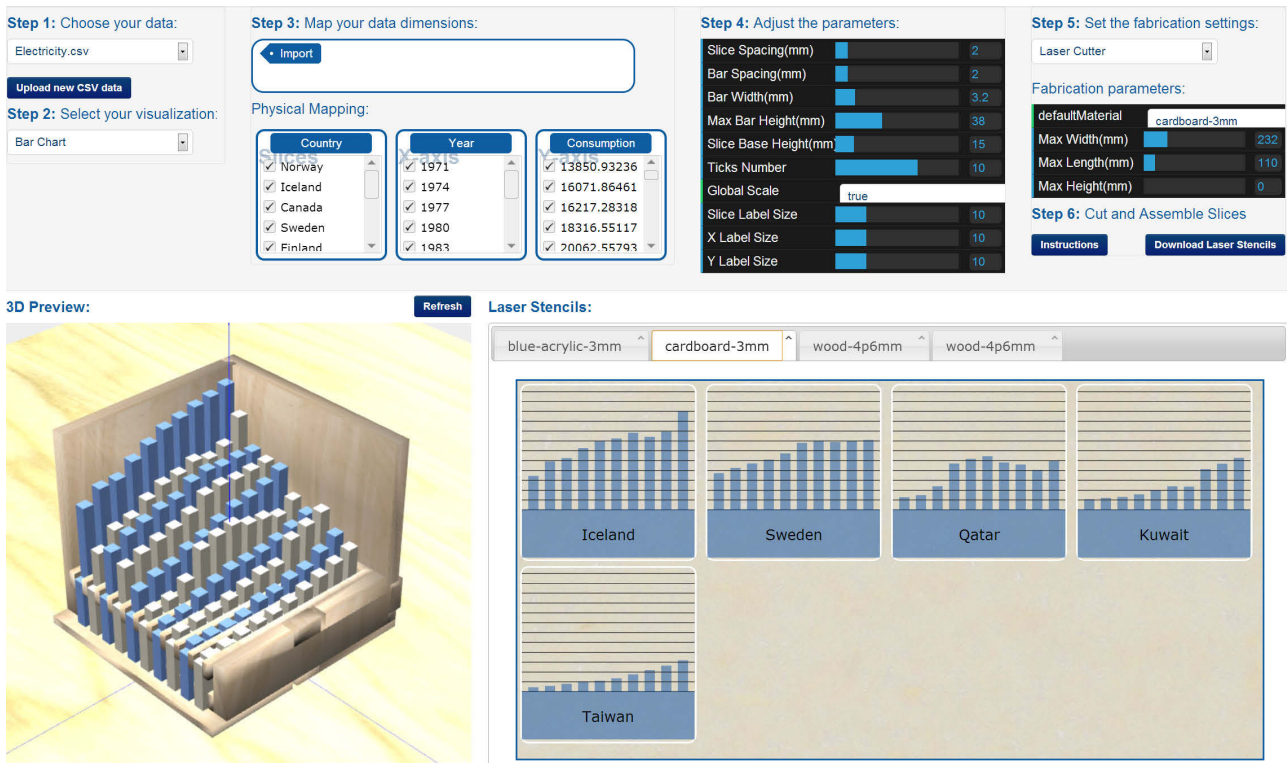 Step 1: Choose your data:
Electricity.csv
Upload new CSV data
Step 2: Select your visualization:
Bar Chart
Step 3: Map your data dimensions:
• Import
Physical Mapping:
Country
Slices
Norway
Iceland
Canada
Sweden
Finland
Year
X-axis
1971
1974
1977
1980
1983
Consumption
Y-axis
13850.93236
16071.86461
16217.28318
18316.55117
20062.55793
Step 4: Adjust the parameters:
Slice Spacing(mm) 2
Bar Spacing(mm) 2
Bar Width(mm) 3.2
Max Bar Height(mm) 38
Slice Base Height(mm) 15
Ticks Number 10
Global Scale true
Slice Label Size 10
X Label Size 10
Y Label Size 10
Step 5: Set the fabrication settings:
Laser Cutter
Fabrication parameters:
defaultMaterial cardboard-3mm
Max Width(mm) 232
Max Length(mm) 110
Max Height(mm) 0
Step 6: Cut and Assemble Slices
Instructions Download Laser Stencils
3D Preview: Refresh
Laser Stencils:
blue-acrylic-3mm ^ cardboard-3mm ^ wood-4p6mm ^ wood-4p6mm ^
Iceland Sweden Qatar Kuwait
Taiwan